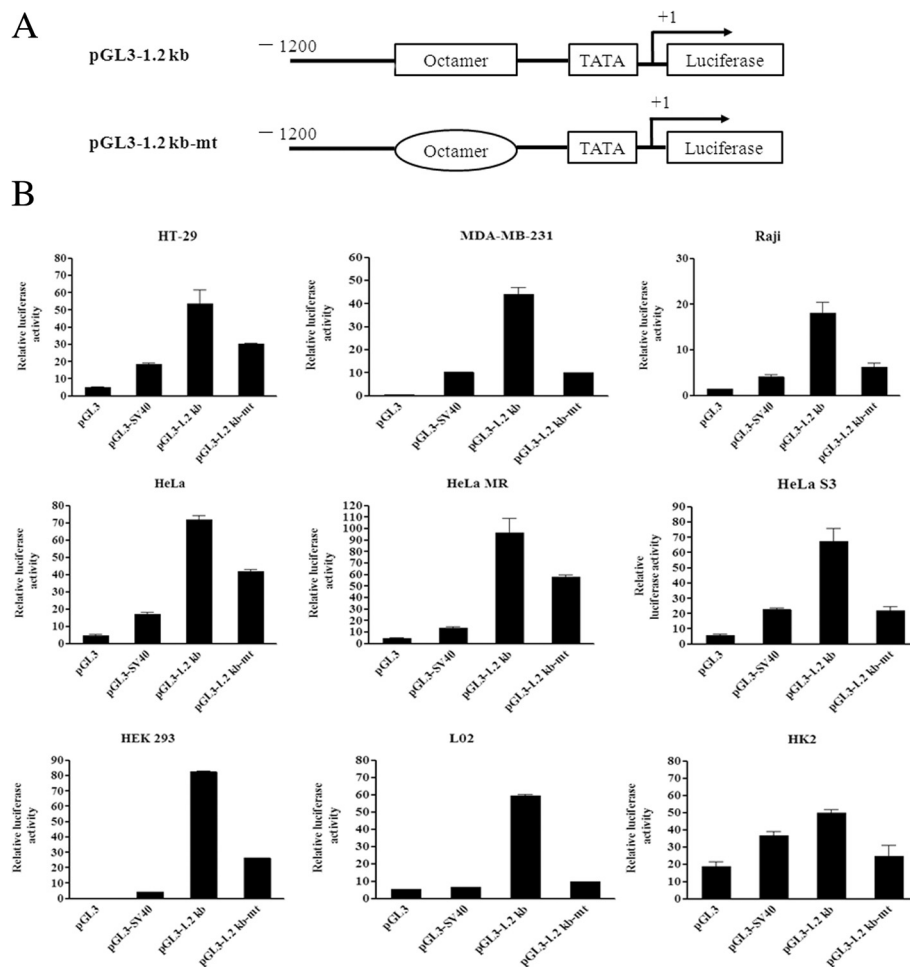 A
pGL3-1.2 kb
− 1200
Octamer
TATA
+1
Luciferase
pGL3-1.2 kb-mt
− 1200
Octamer
TATA
+1
Luciferase
B
HT-29
Relative luciferase
activity
80
70
60
50
40
30
20
10
0
pGL3
pGL3-SV40
pGL3-1.2 kb
pGL3-1.2 kb-mt
MDA-MB-231
Relative luciferase
activity
60
50
40
30
20
10
0
pGL3
pGL3-SV40
pGL3-1.2 kb
pGL3-1.2 kb-mt
Raji
Relative luciferase
activity
30
20
10
0
pGL3
pGL3-SV40
pGL3-1.2 kb
pGL3-1.2 kb-mt
HeLa
Relative luciferase
activity
80
70
60
50
40
30
20
10
0
pGL3
pGL3-SV40
pGL3-1.2 kb
pGL3-1.2 kb-mt
HeLa MR
Relative luciferase
activity
120
110
100
90
80
70
60
50
40
30
20
10
0
pGL3
pGL3-SV40
pGL3-1.2 kb
pGL3-1.2 kb-mt
HeLa S3
Relative
luciferase activity
90
80
70
60
50
40
30
20
10
0
pGL3
pGL3-SV40
pGL3-1.2 kb
pGL3-1.2 kb-mt
HEK 293
Relative luciferase
activity
90
80
70
60
50
40
30
20
10
0
pGL3
pGL3-SV40
pGL3-1.2 kb
pGL3-1.2 kb-mt
L02
Relative luciferase
activity
80
70
60
50
40
30
20
10
0
pGL3
pGL3-SV40
pGL3-1.2 kb
pGL3-1.2 kb-mt
HK2
Relative luciferase
activity
80
70
60
50
40
30
20
10
0
pGL3
pGL3-SV40
pGL3-1.2 kb
pGL3-1.2 kb-mt